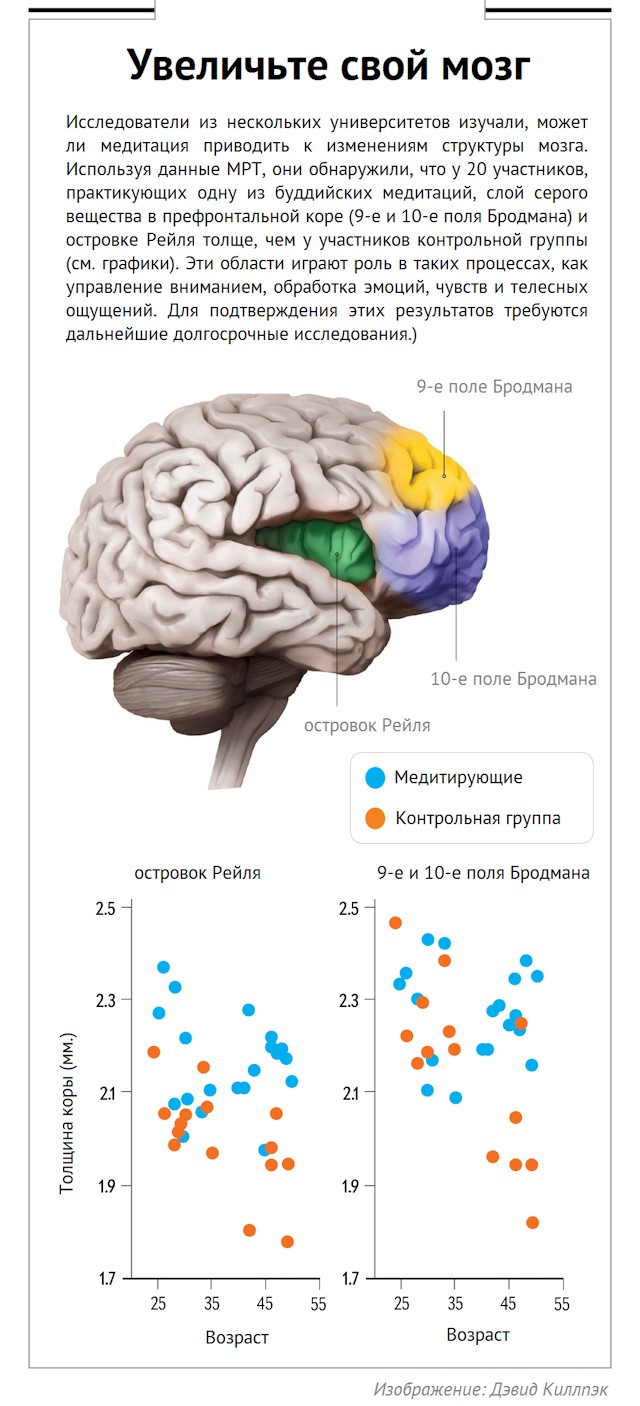 Увеличьте свой мозг
Исследователи из нескольких университетов изучали, может
ли медитация приводить к изменениям структуры мозга.
Используя данные МРТ, они обнаружили, что у 20 участников,
практикующих одну из буддийских медитаций, слой серого
вещества в префронтальной коре (9-е и 10-е поля Бродмана) и
островке Рейля толще, чем у участников контрольной группы
(см. графики). Эти области играют роль в таких процессах, как
управление вниманием, обработка эмоций, чувств и телесных
ощущений. Для подтверждения этих результатов требуются
дальнейшие долгосрочные исследования.)
9-е поле Бродмана
10-е поле Бродмана
островок Рейля
Медитирующие
Контрольная группа
островок Рейля
2.5
2.3
2.1
1.9
1.7
Толщина коры (мм.)
25 35 45 55
Возраст
9-е и 10-е поля Бродмана
2.5
2.3
2.1
1.9
1.7
25 35 45 55
Возраст
Изображение: Дэвид Киллпэк